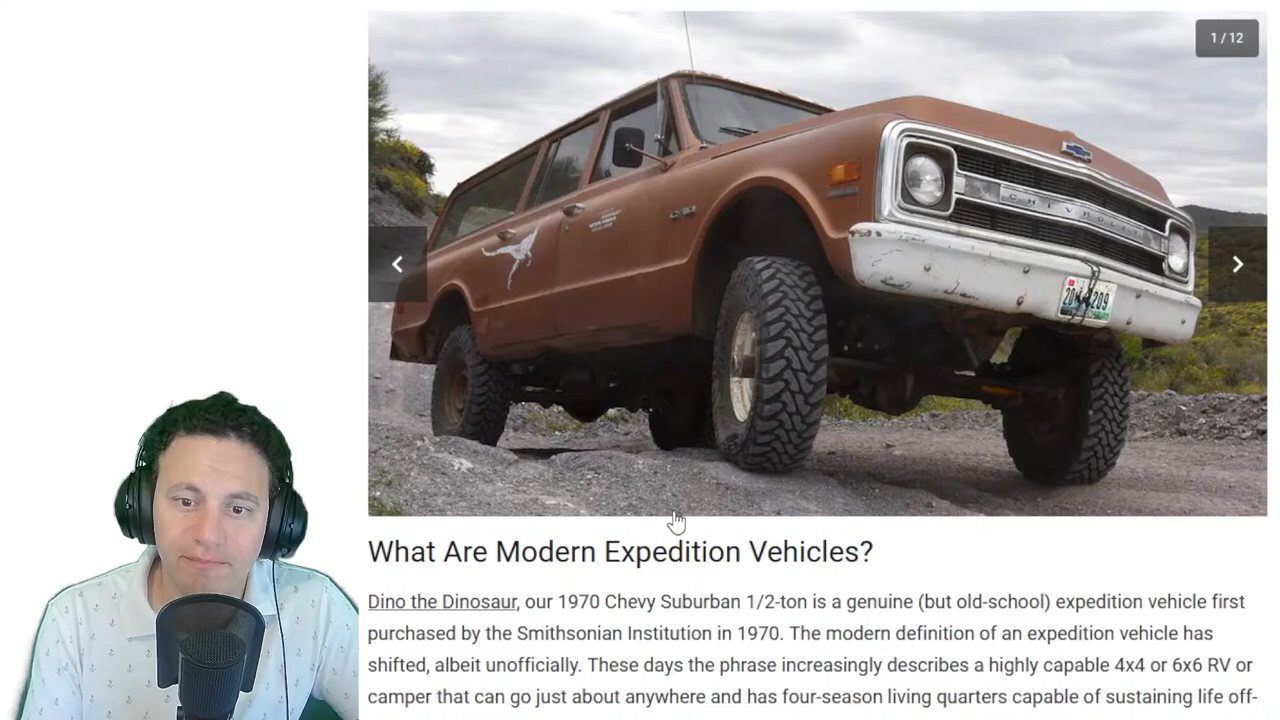 1 / 12
CHEVROLET
What Are Modern Expedition Vehicles?
Dino the Dinosaur, our 1970 Chevy Suburban 1/2-ton is a genuine (but old-school) expedition vehicle first
purchased by the Smithsonian Institution in 1970. The modern definition of an expedition vehicle has
shifted, albeit unofficially. These days the phrase increasingly describes a highly capable 4x4 or 6x6 RV or
camper that can go just about anywhere and has four-season living quarters capable of sustaining life off-